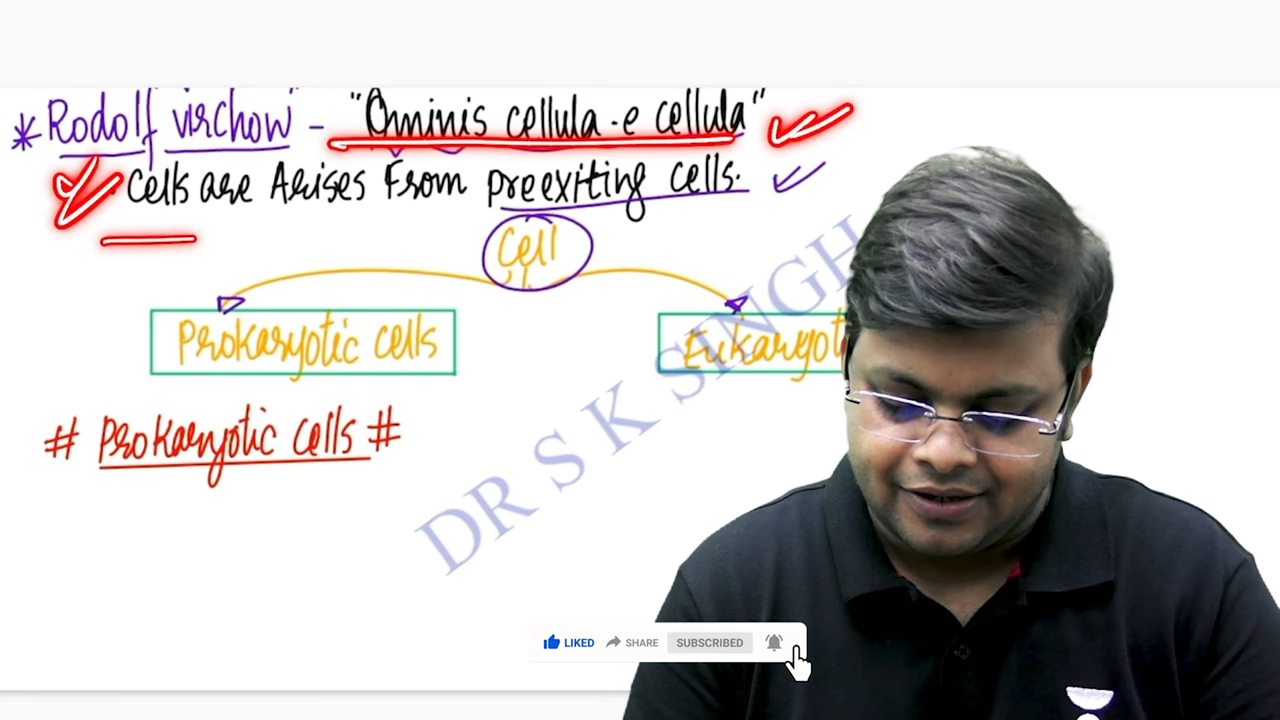 * Rodolf virchow" - "Ominis cellula-e cellula"
Cells are Arises From preexiting cells.
Cell
Prokaryotic cells
Eukaryot
# Prokaryotic cells #
DR S K SINGH
LIKED SHARE SUBSCRIBED